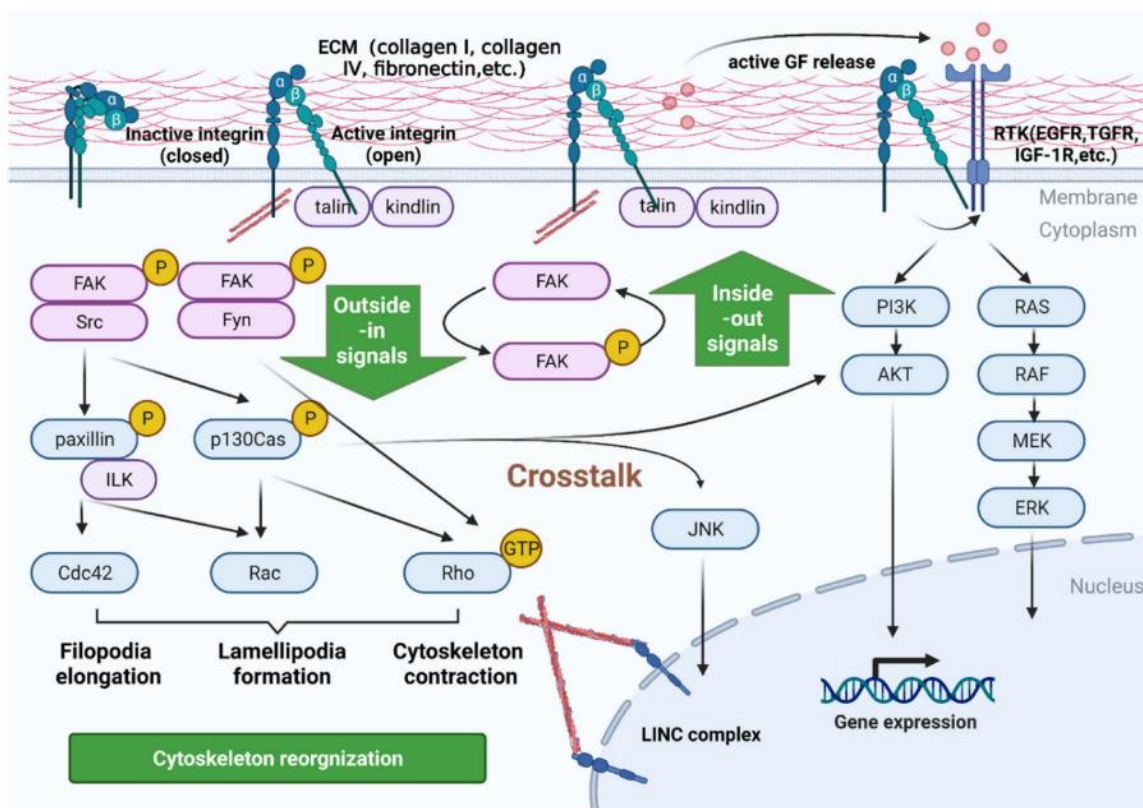 ECM (collagen I, collagen
IV, fibronectin,etc.)
active GF release
α
β
α
β
α
β
α
β
Inactive integrin
(closed)
Active integrin
(open)
RTK(EGFR,TGFR,
IGF-1R,etc.)
talin
kindlin
talin
kindlin
Membrane
Cytoplasm
FAK
P
Src
FAK
P
Fyn
Outside
-in
signals
FAK
FAK
P
Inside
-out
signals
PI3K
AKT
RAS
RAF
MEK
ERK
paxillin
P
ILK
p130Cas
P
Crosstalk
JNK
Cdc42
Rac
Rho
GTP
Nucleus
Filopodia
elongation
Lamellipodia
formation
Cytoskeleton
contraction
LINC complex
Gene expression
Cytoskeleton reorgnization